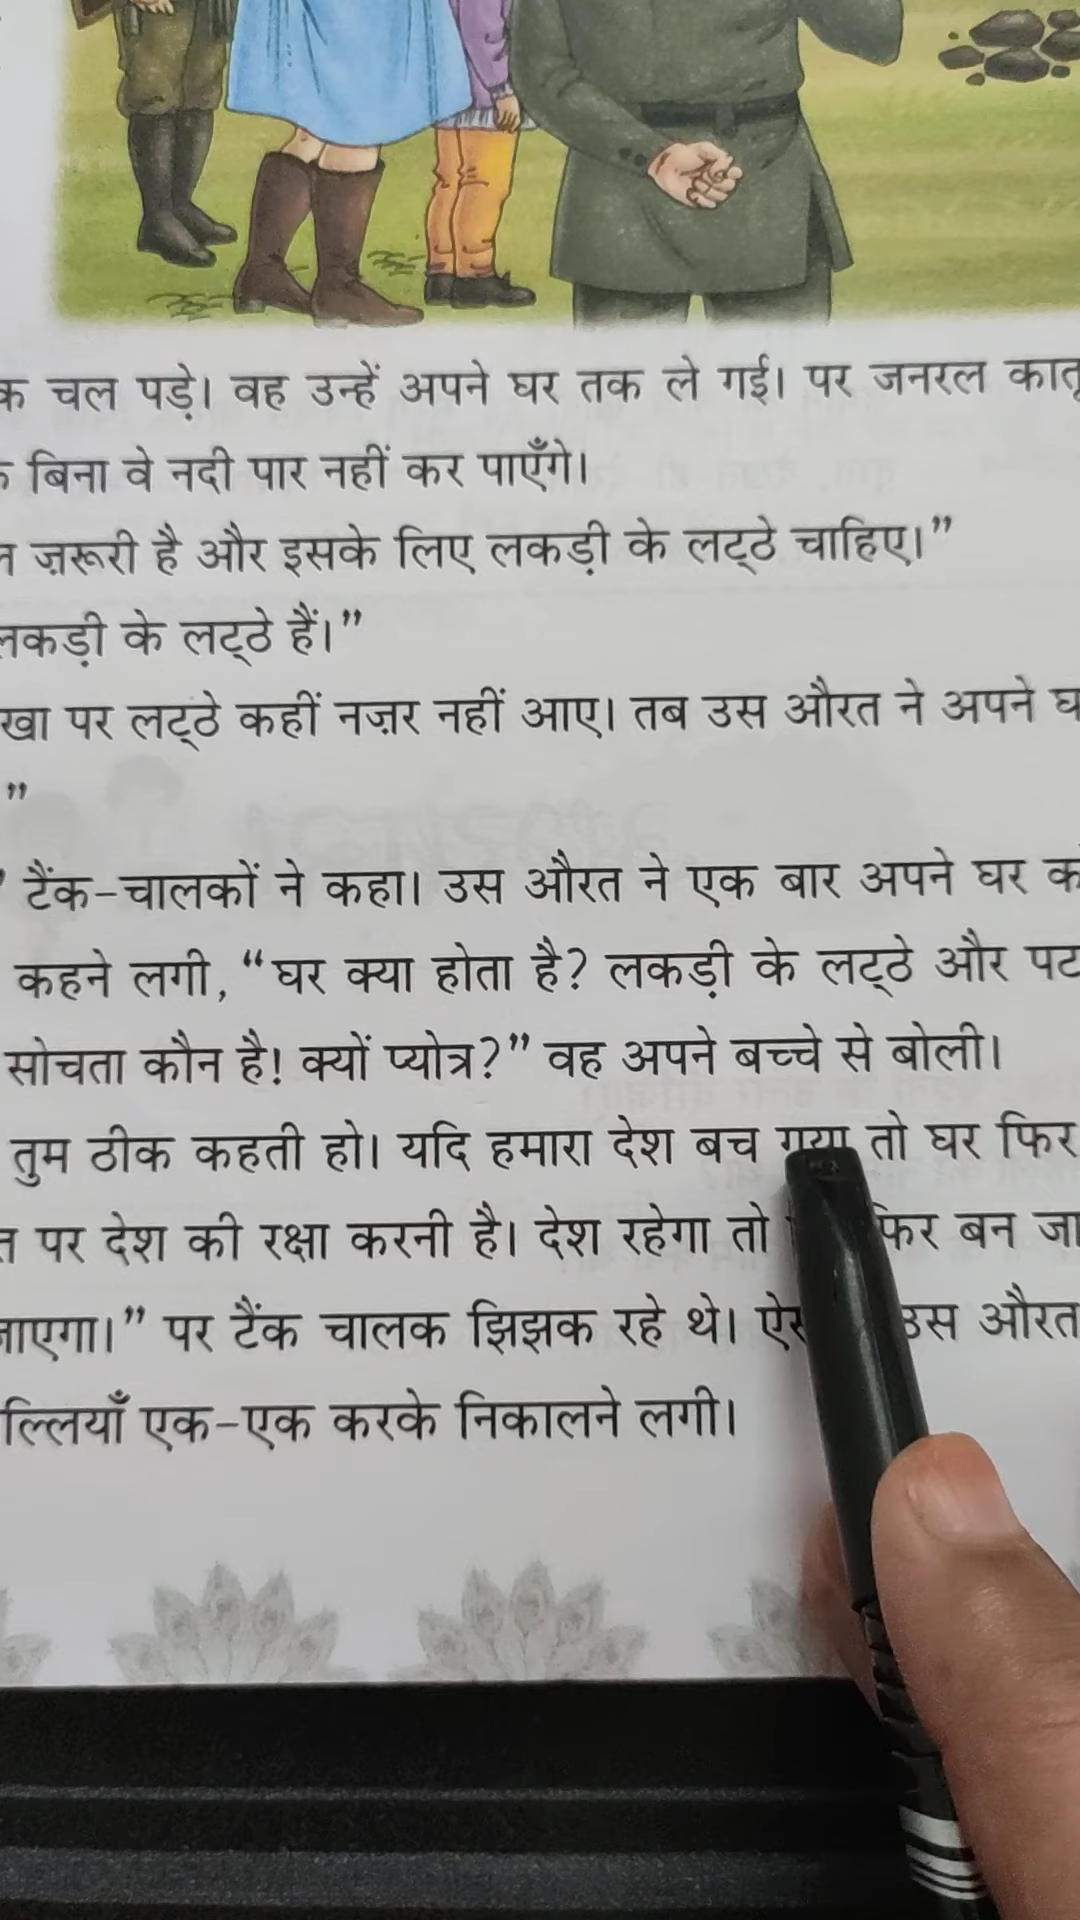 चल पड़े। वह उन्हें अपने घर तक ले गई। पर जनरल
बिना वे नदी पार नहीं कर पाएँगे।
ज़रूरी है और इसके लिए लकड़ी के लट्ठे चाहिए।”
लकड़ी के लट्ठे हैं।”
पर लट्ठे कहीं नज़र नहीं आए। तब उस औरत ने अपने
”
टैंक-चालकों ने कहा। उस औरत ने एक बार अपने घर
कहने लगी, “घर क्या होता है? लकड़ी के लट्ठे और
सोचता कौन है! क्यों प्योत्र?” वह अपने बच्चे से बोली।
तुम ठीक कहती हो। यदि हमारा देश बच गया तो घर फिर
पर देश की रक्षा करनी है। देश रहेगा तो फिर बन
जाएगा।” पर टैंक चालक झिझक रहे थे। उस औरत
एक-एक करके निकालने लगी।